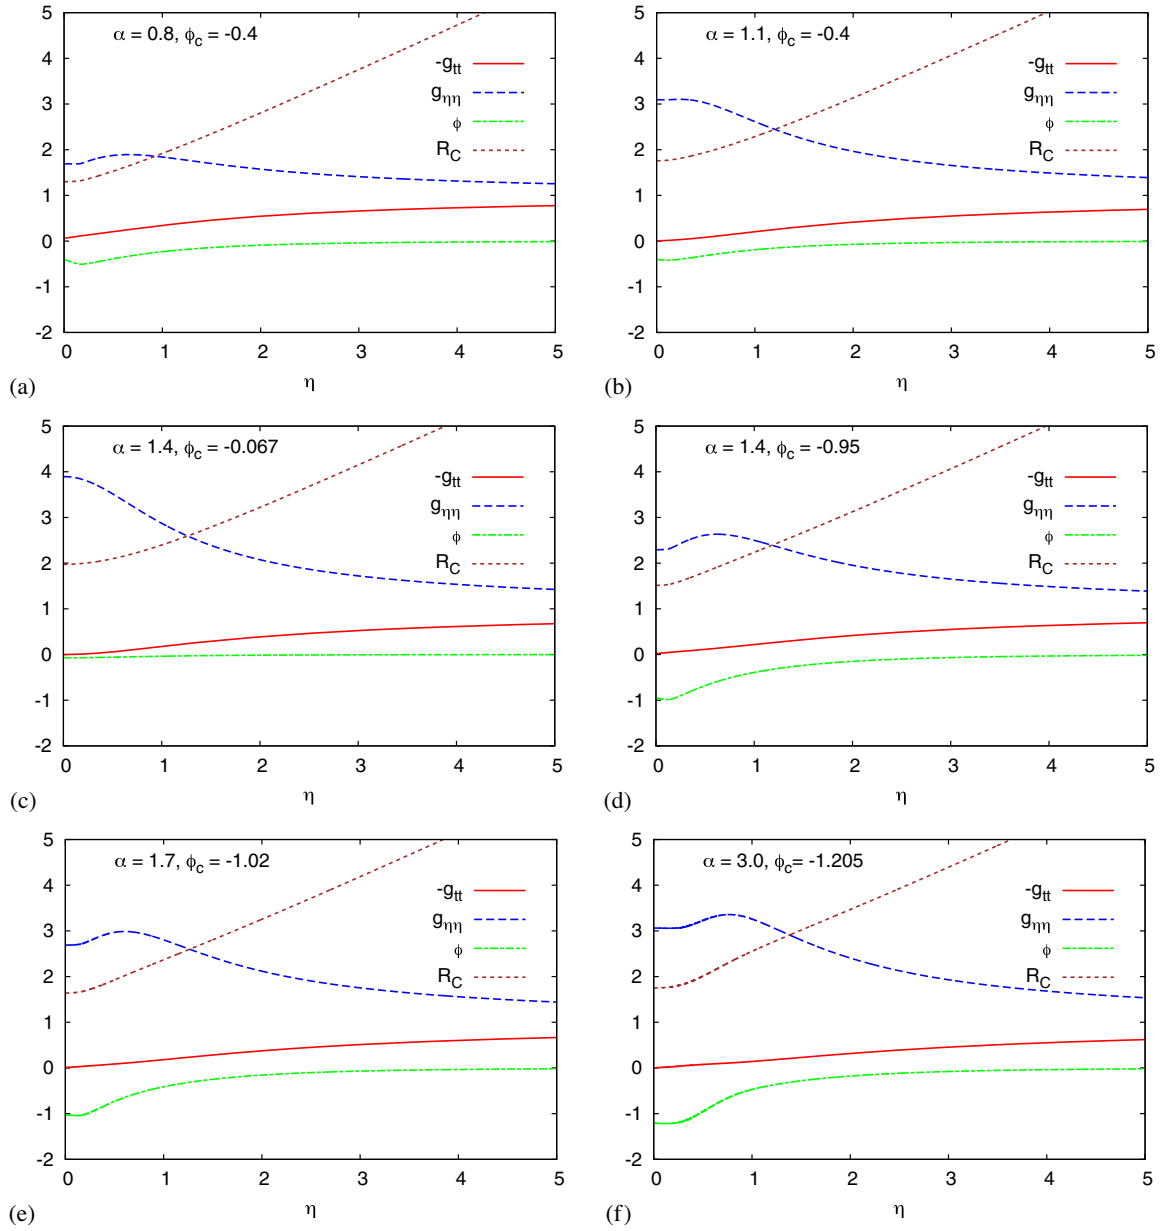 α = 0.8, ϕc = -0.4
-gtt
gηη
ϕ
RC
5
4
3
2
1
0
-1
-2
0 1 2 3 4 5
η
(a)
α = 1.1, ϕc = -0.4
-gtt
gηη
ϕ
RC
5
4
3
2
1
0
-1
-2
0 1 2 3 4 5
η
(b)
α = 1.4, ϕc = -0.067
-gtt
gηη
ϕ
RC
5
4
3
2
1
0
-1
-2
0 1 2 3 4 5
η
(c)
α = 1.4, ϕc = -0.95
-gtt
gηη
ϕ
RC
5
4
3
2
1
0
-1
-2
0 1 2 3 4 5
η
(d)
α = 1.7, ϕc = -1.02
-gtt
gηη
ϕ
RC
5
4
3
2
1
0
-1
-2
0 1 2 3 4 5
η
(e)
α = 3.0, ϕc= -1.205
-gtt
gηη
ϕ
RC
5
4
3
2
1
0
-1
-2
0 1 2 3 4 5
η
(f)